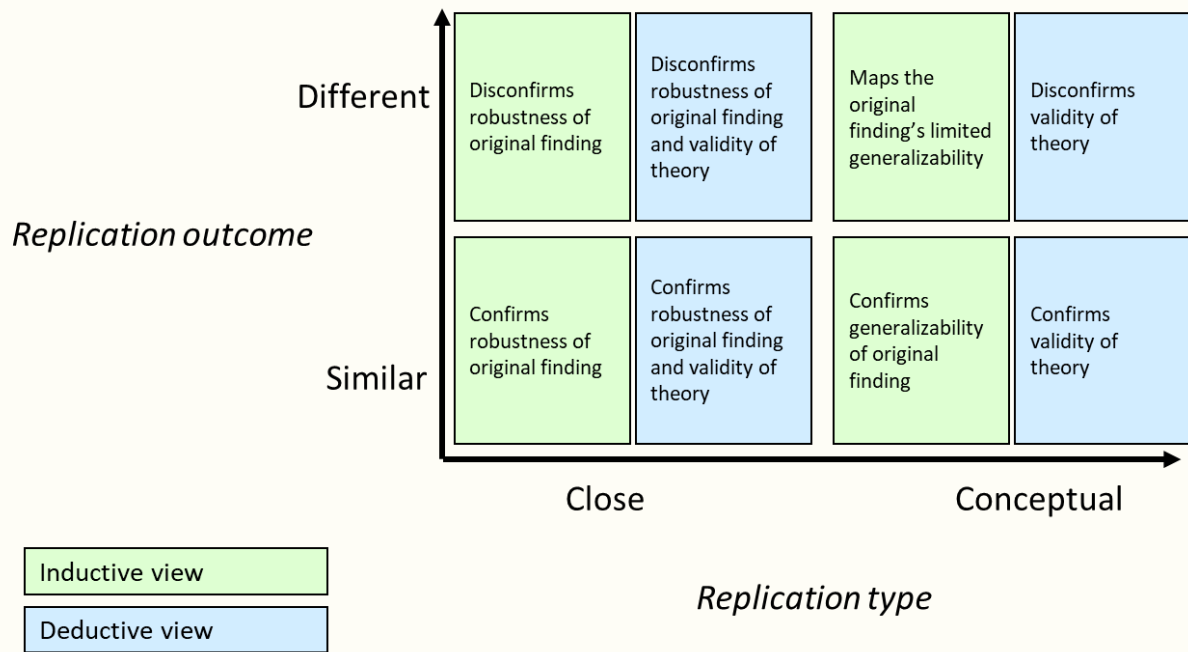 Different
Disconfirms
robustness of
original finding
Disconfirms
robustness of
original finding
and validity of
theory
Maps the
original
finding’s limited
generalizability
Disconfirms
validity of
theory
Replication outcome
Similar
Confirms
robustness of
original finding
Confirms
robustness of
original finding
and validity of
theory
Confirms
generalizability
of original
finding
Confirms
validity of
theory
Close
Conceptual
Replication type
Inductive view
Deductive view